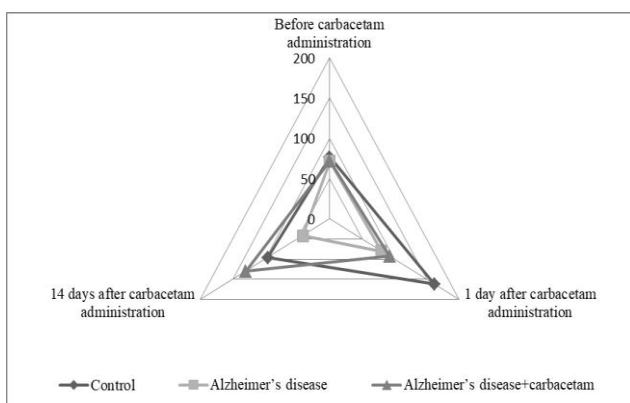 Before carbacetam
administration
200
150
100
50
0
14 days after carbacetam
administration
1 day after carbacetam
administration
Control
Alzheimer’s disease
Alzheimer’s disease+carbacetam